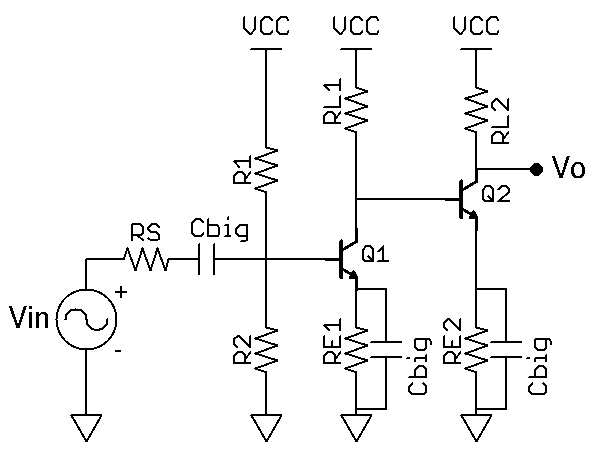 VCC VCC VCC
RL1
RL2
R1
Vo
Q2
RS
Cbig
Q1
Vin
+
-
R2
RE1
Cbig
RE2
Cbig